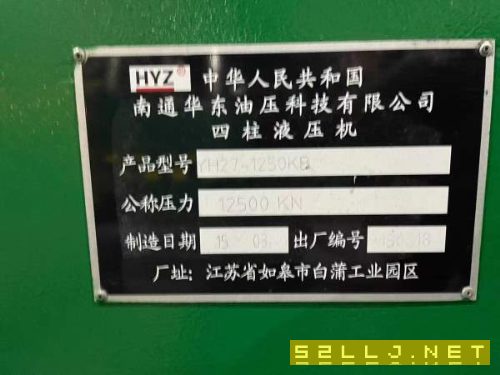 HYZ
中华人民共和国
南通华东油压科技有限公司
四柱液压机
产品型号 YH27-1250KB
公称压力 12500 KN
制造日期 15 03 出厂编号
厂址: 江苏省如皋市白蒲工业园区
52LLJ.NET